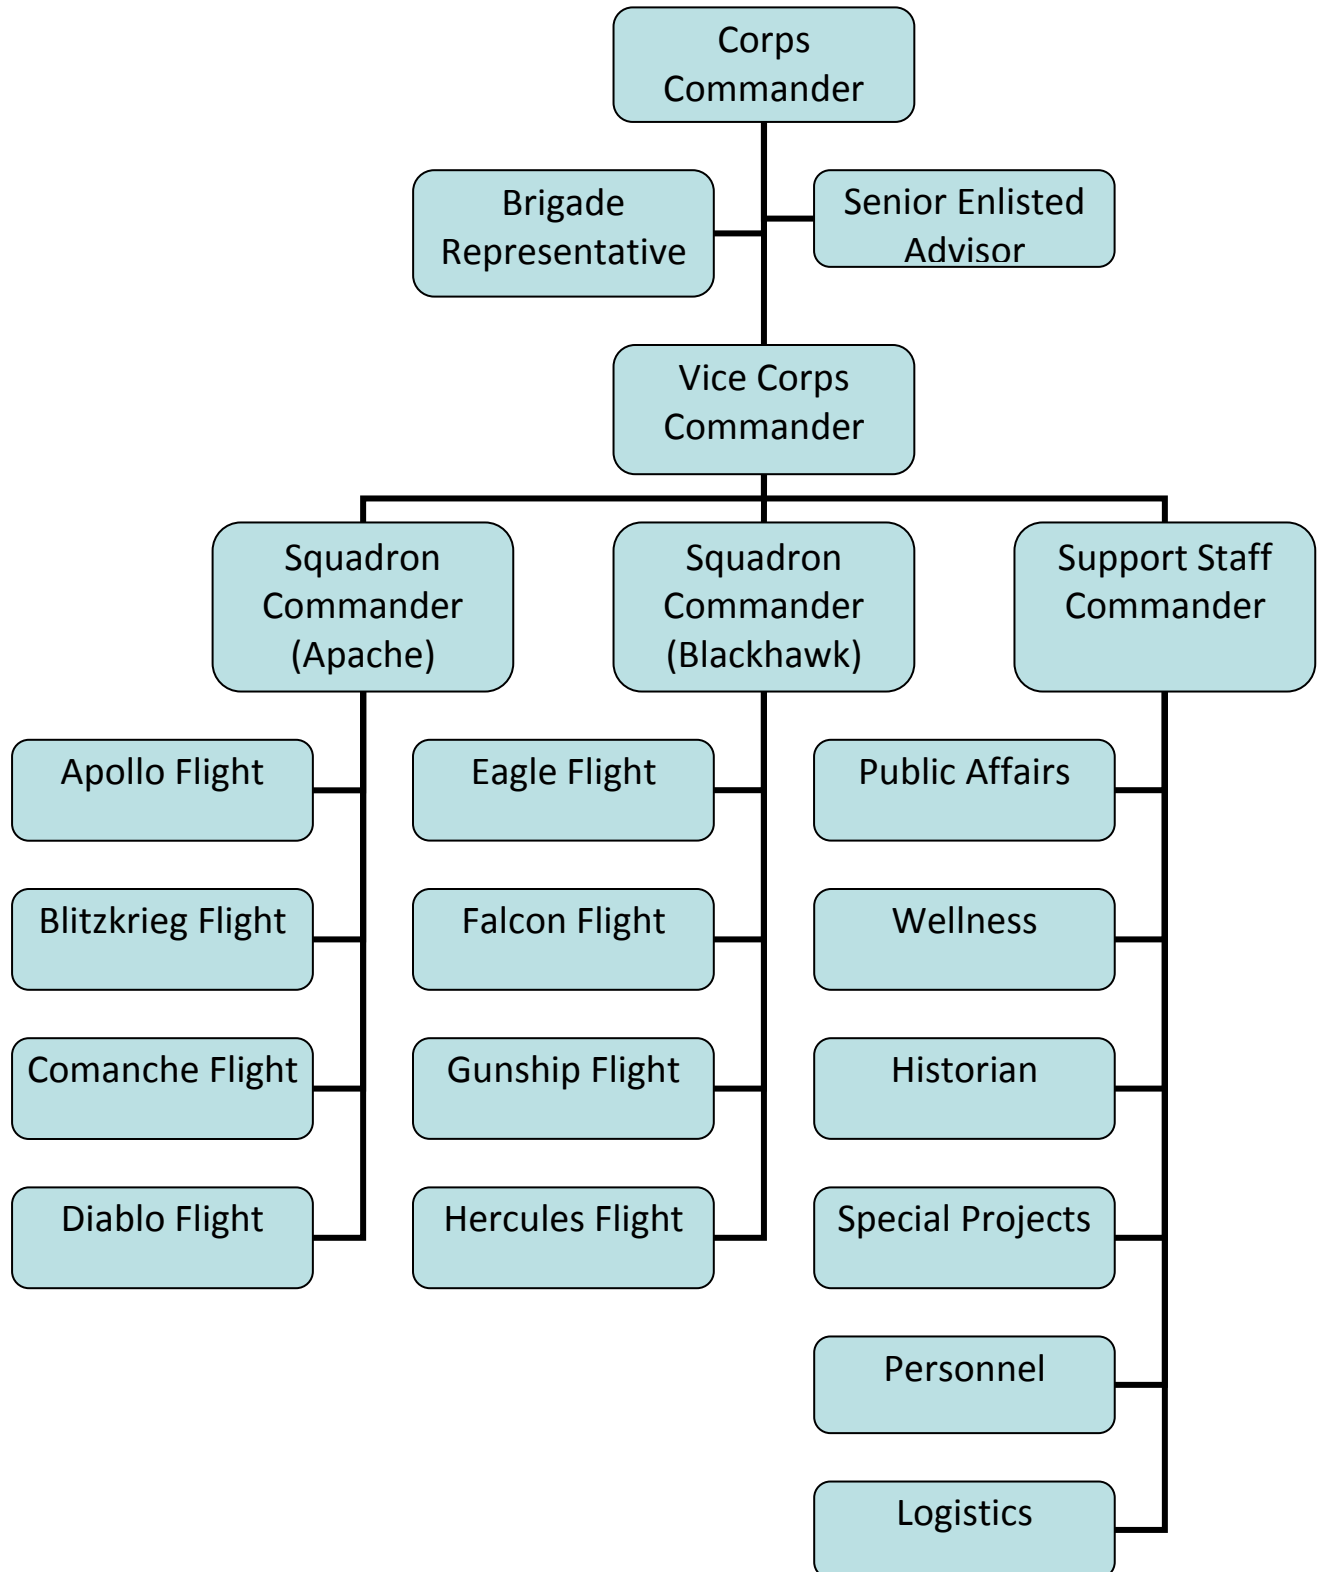 Corps
Commander
Brigade
Representative
Senior Enlisted
Advisor
Vice Corps
Commander
Squadron
Commander
(Apache)
Squadron
Commander
(Blackhawk)
Support Staff
Commander
Apollo Flight
Eagle Flight
Public Affairs
Blitzkrieg Flight
Falcon Flight
Wellness
Comanche Flight
Gunship Flight
Historian
Diablo Flight
Hercules Flight
Special Projects
Personnel
Logistics